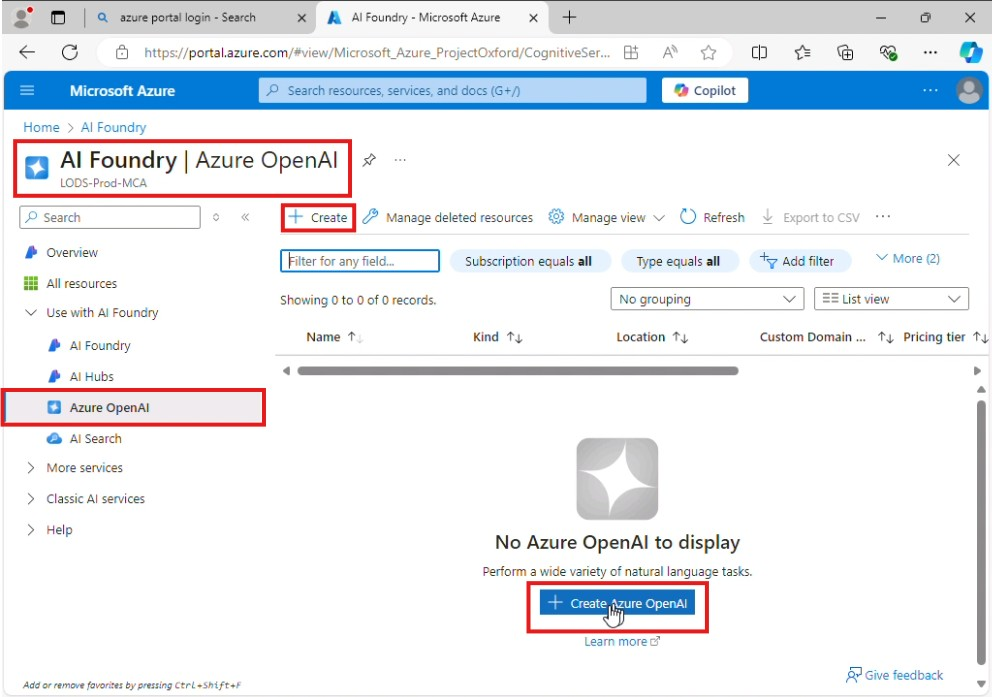 azure portal login - Search
AI Foundry - Microsoft Azure
https://portal.azure.com/#view/Microsoft_Azure_ProjectOxford/CognitiveSer...
Microsoft Azure
Search resources, services, and docs (G+/)
Copilot
Home > AI Foundry
AI Foundry | Azure OpenAI
LODS-Prod-MCA
Search
Create
Manage deleted resources
Manage view
Refresh
Export to CSV
Overview
All resources
Use with AI Foundry
AI Foundry
AI Hubs
Azure OpenAI
AI Search
More services
Classic AI services
Help
Filter for any field...
Subscription equals all
Type equals all
Add filter
More (2)
Showing 0 to 0 of 0 records.
No grouping
List view
Name
Kind
Location
Custom Domain ...
Pricing tier
No Azure OpenAI to display
Perform a wide variety of natural language tasks.
Create Azure OpenAI
Learn more
Give feedback
Add or remove favorites by pressing Ctrl+Shift+F